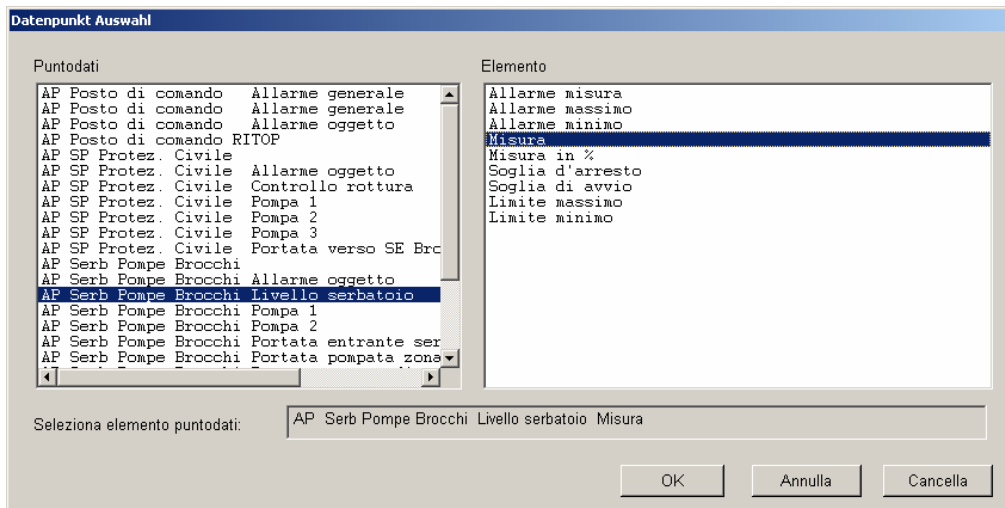 Datenpunkt Auswahl
Puntodati
AP Posto di comando Allarme generale
AP Posto di comando Allarme generale
AP Posto di comando Allarme oggetto
AP Posto di comando RITOP
AP SP Protez. Civile
AP SP Protez. Civile Allarme oggetto
AP SP Protez. Civile Controllo rottura
AP SP Protez. Civile Pompa 1
AP SP Protez. Civile Pompa 2
AP SP Protez. Civile Pompa 3
AP SP Protez. Civile Portata verso SE Bro
AP Serb Pompe Brocchi
AP Serb Pompe Brocchi Allarme oggetto
AP Serb Pompe Brocchi Livello serbatoio
AP Serb Pompe Brocchi Pompa 1
AP Serb Pompe Brocchi Pompa 2
AP Serb Pompe Brocchi Portata entrante ser
AP Serb Pompe Brocchi Portata pompata zona
Elemento
Allarme misura
Allarme massimo
Allarme minimo
Misura
Misura in %
Soglia d'arresto
Soglia di avvio
Limite massimo
Limite minimo
Seleziona elemento puntodati:
AP Serb Pompe Brocchi Livello serbatoio Misura
OK
Annulla
Cancella